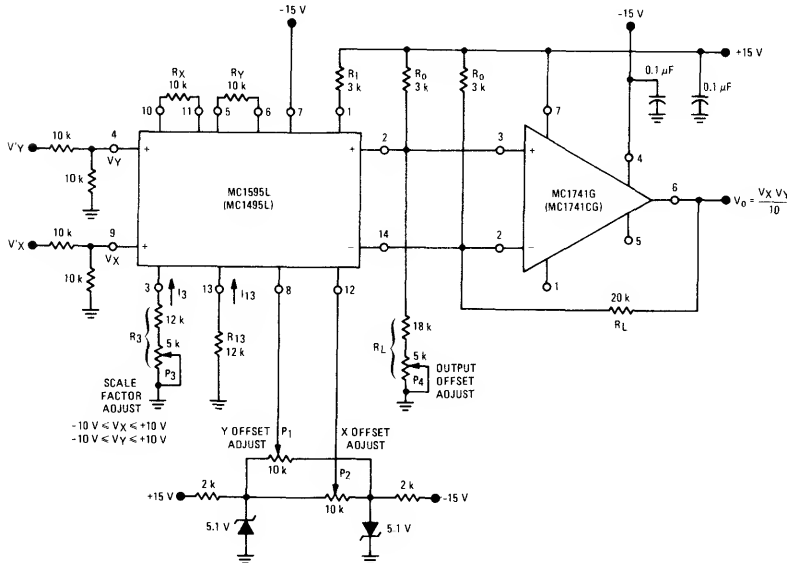 -15 V
-15 V
+15 V
RX
10 k
RY
10 k
R1
3 k
Ro
3 k
Ro
3 k
0.1 µF
0.1 µF
10
11
5
6
7
1
7
V'Y
10 k
4
VY
+
+
2
3
+
4
10 k
MC1595L
(MC1495L)
MC1741G
(MC1741CG)
6
Vo = VX VY
10
5
V'X
10 k
9
VX
+
−
14
2
−
1
10 k
3
I3
13
I13
8
12
20 k
RL
R3
12 k
5 k
P3
R13
12 k
RL
18 k
5 k
P4
OUTPUT
OFFSET
ADJUST
SCALE
FACTOR
ADJUST
-10 V ≤ VX ≤ +10 V
-10 V ≤ VY ≤ +10 V
Y OFFSET
ADJUST
P1
X OFFSET
ADJUST
10 k
P2
+15 V
2 k
10 k
2 k
-15 V
5.1 V
5.1 V